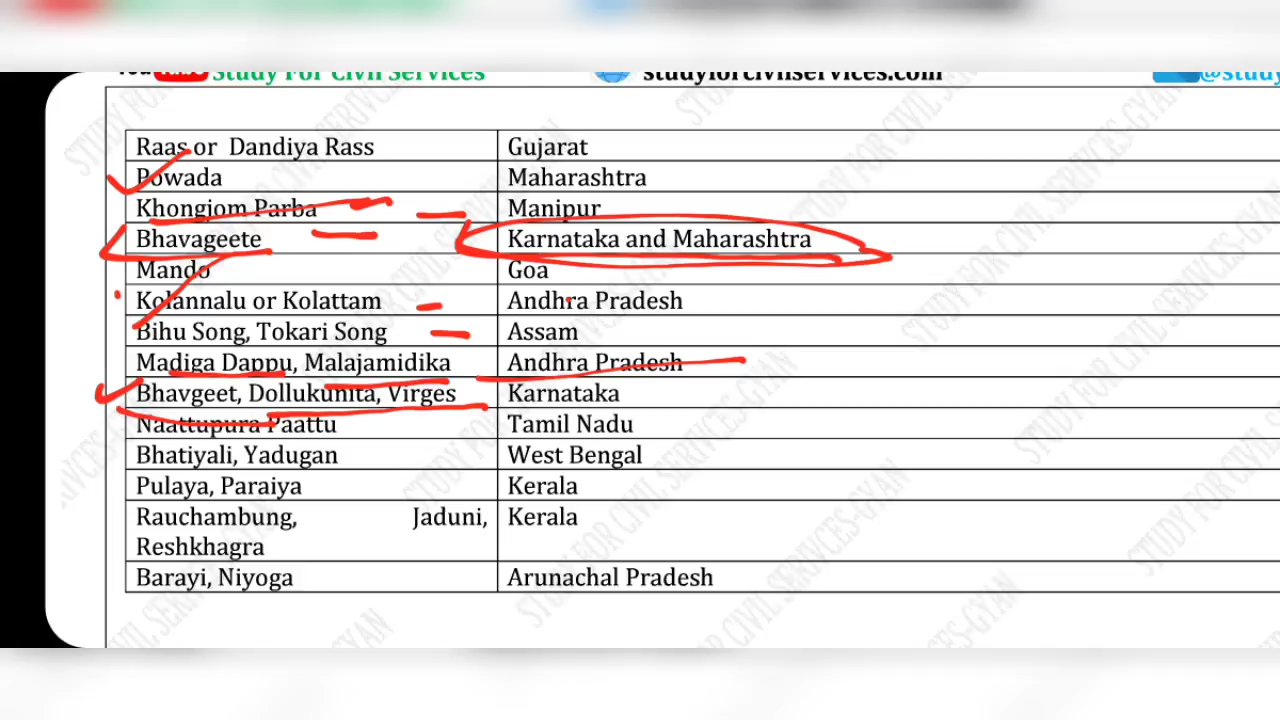 Study For Civil Services studyforcivilservices.com @study
Raas or Dandiya Rass Gujarat
Powada Maharashtra
Khongjom Parba Manipur
Bhavageete Karnataka and Maharashtra
Mando Goa
Kolannalu or Kolattam Andhra Pradesh
Bihu Song, Tokari Song Assam
Madiga Dappu, Malajamidika Andhra Pradesh
Bhavgeet, Dollukunita, Virges Karnataka
Naattupura Paattu Tamil Nadu
Bhatiyali, Yadugan West Bengal
Pulaya, Paraiya Kerala
Rauchambung, Jaduni, Kerala
Reshkhagra
Barayi, Niyoga Arunachal Pradesh